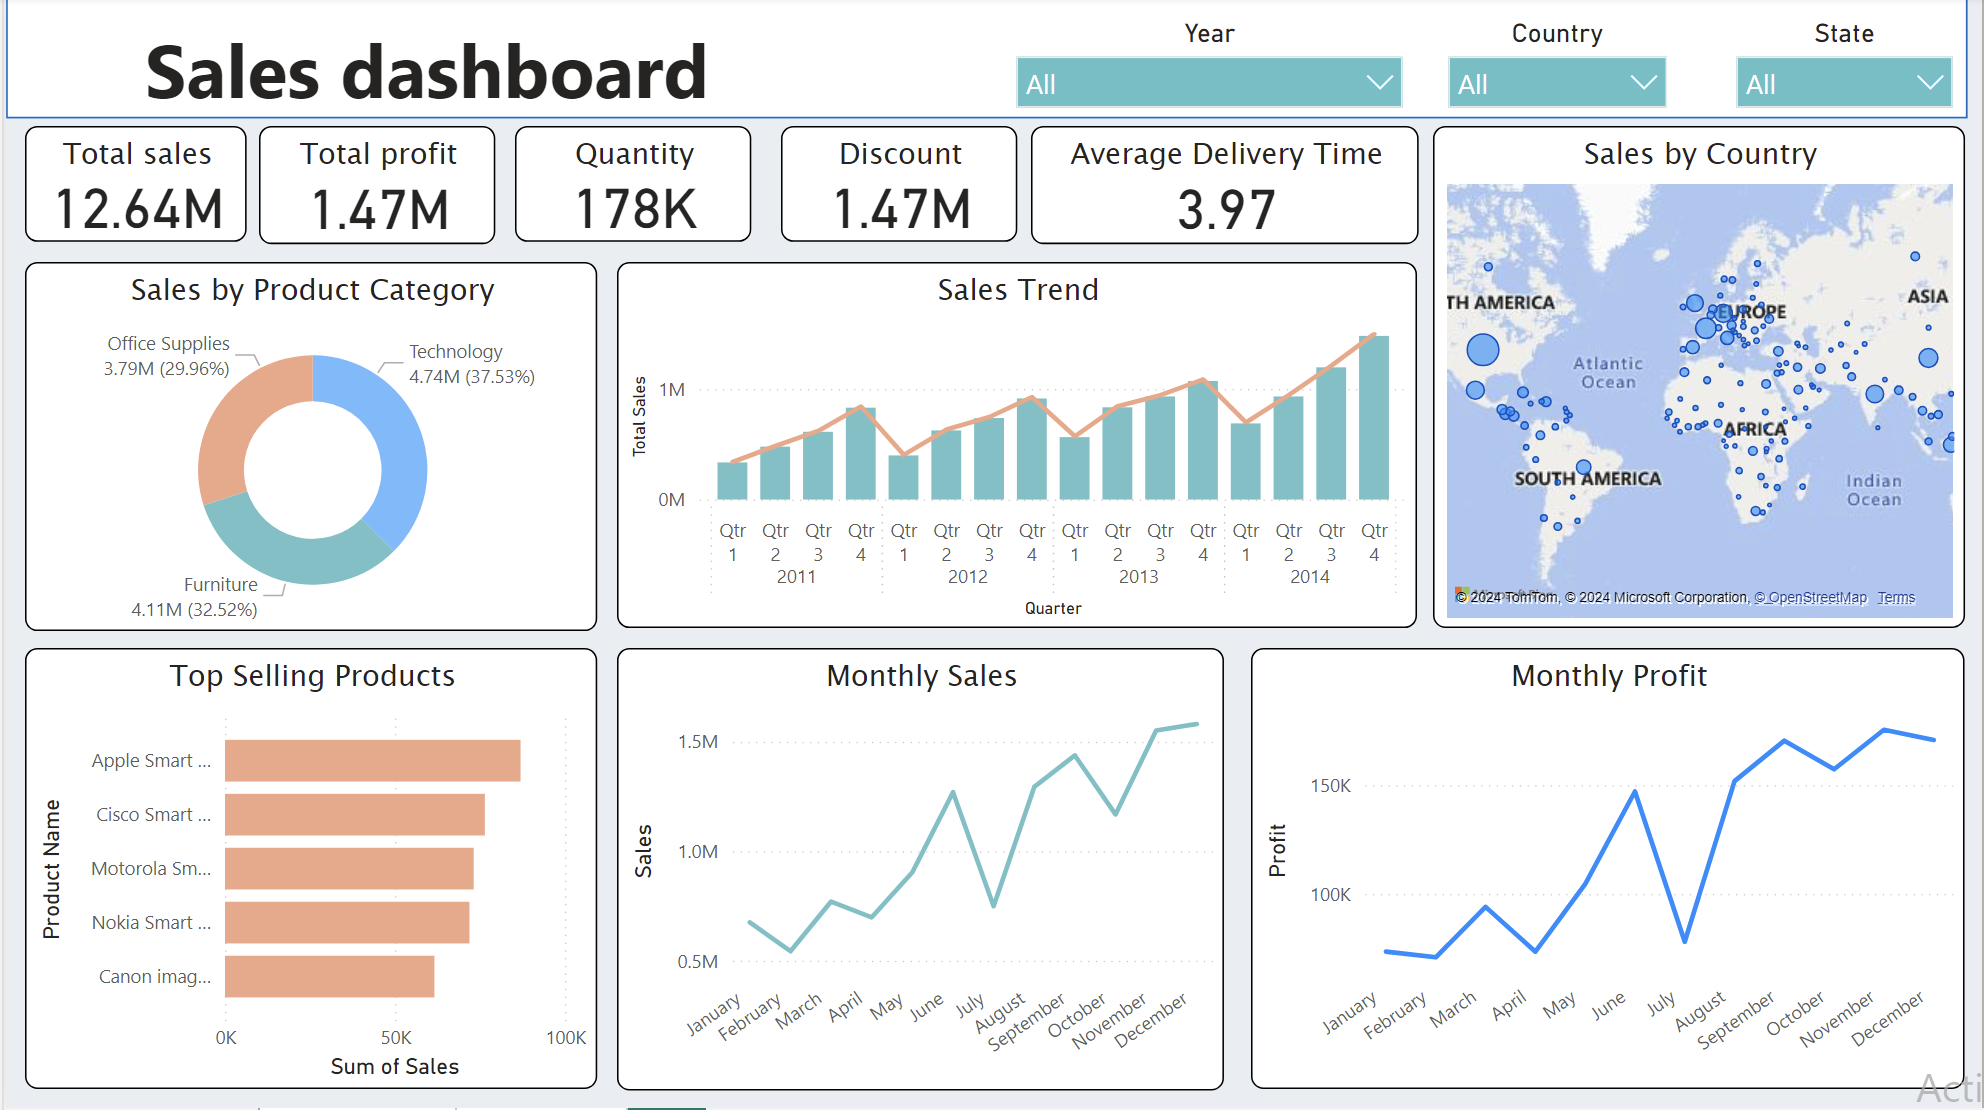 Sales dashboard
Year
Country
State
All
All
All
Total sales
12.64M
Total profit
1.47M
Quantity
178K
Discount
1.47M
Average Delivery Time
3.97
Sales by Country
TH AMERICA
EUROPE
ASIA
Atlantic
Ocean
AFRICA
SOUTH AMERICA
Indian
Ocean
© 2024 TomTom, © 2024 Microsoft Corporation, © OpenStreetMap Terms
Sales by Product Category
Office Supplies
3.79M (29.96%)
Technology
4.74M (37.53%)
Furniture
4.11M (32.52%)
Sales Trend
Total Sales
1M
0M
Qtr Qtr Qtr Qtr Qtr Qtr Qtr Qtr Qtr Qtr Qtr Qtr Qtr Qtr Qtr Qtr
1 2 3 4 1 2 3 4 1 2 3 4 1 2 3 4
2011 2012 2013 2014
Quarter
Top Selling Products
Product Name
Apple Smart ...
Cisco Smart ...
Motorola Sm...
Nokia Smart ...
Canon imag...
0K 50K 100K
Sum of Sales
Monthly Sales
Sales
1.5M
1.0M
0.5M
January
February
March
April
May
June
July
August
September
October
November
December
Monthly Profit
Profit
150K
100K
January
February
March
April
May
June
July
August
September
October
November
December
Acti